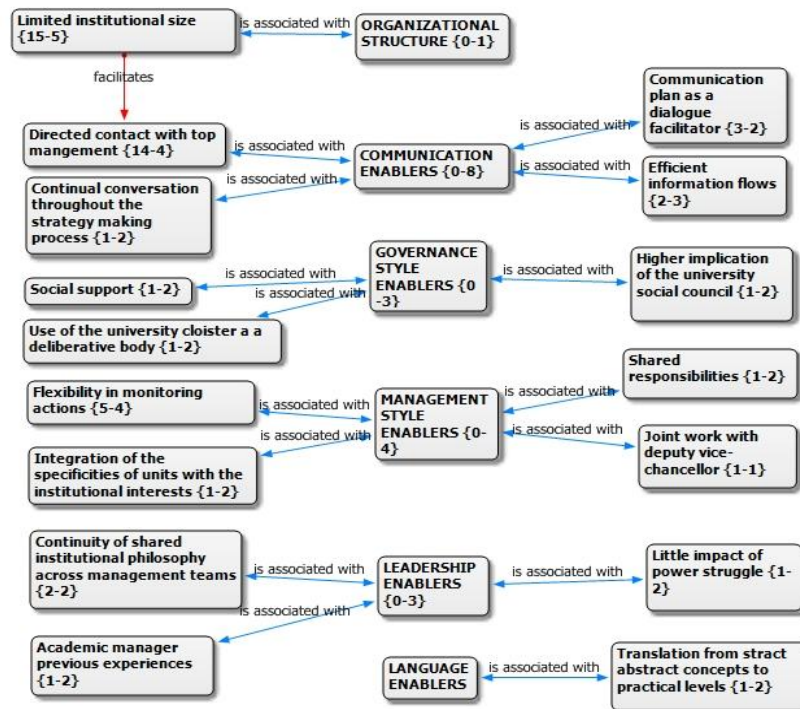 Limited institutional size
{15-5}
is associated with
ORGANIZATIONAL
STRUCTURE {0-1}
facilitates
Directed contact with top
mangement {14-4}
is associated with
Continual conversation
throughout the
strategy making
process {1-2}
is associated with
COMMUNICATION
ENABLERS {0-8}
is associated with
Communication
plan as a
dialogue
facilitator {3-2}
is associated with
Efficient
information flows
{2-3}
Social support {1-2}
is associated with
Use of the university cloister a a
deliberative body {1-2}
is associated with
GOVERNANCE
STYLE
ENABLERS {0
-3}
is associated with
Higher implication
of the university
social council {1-2}
Flexibility in monitoring
actions {5-4}
is associated with
Integration of the
specificities of units with the
institutional interests {1-2}
is associated with
MANAGEMENT
STYLE
ENABLERS {0-
4}
is associated with
Shared
responsibilities {1-2}
is associated with
Joint work with
deputy vice-
chancellor {1-1}
Continuity of shared
institutional philosophy
across management teams
{2-2}
is associated with
Academic manager
previous experiences
{1-2}
is associated with
LEADERSHIP
ENABLERS
{0-3}
is associated with
Little impact of
power struggle {1-
2}
LANGUAGE
ENABLERS
is associated with
Translation from stract
abstract concepts to
practical levels {1-2}